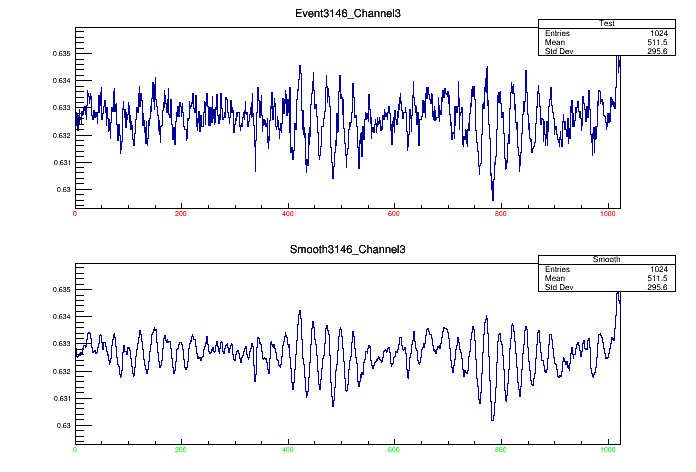 Event3146_Channel3
Test
Entries 1024
Mean 511.5
Std Dev 295.6
0.635
0.634
0.633
0.632
0.631
0.63
0 200 400 600 800 1000
Smooth3146_Channel3
Smooth
Entries 1024
Mean 511.5
Std Dev 295.6
0.635
0.634
0.633
0.632
0.631
0.63
0 200 400 600 800 1000